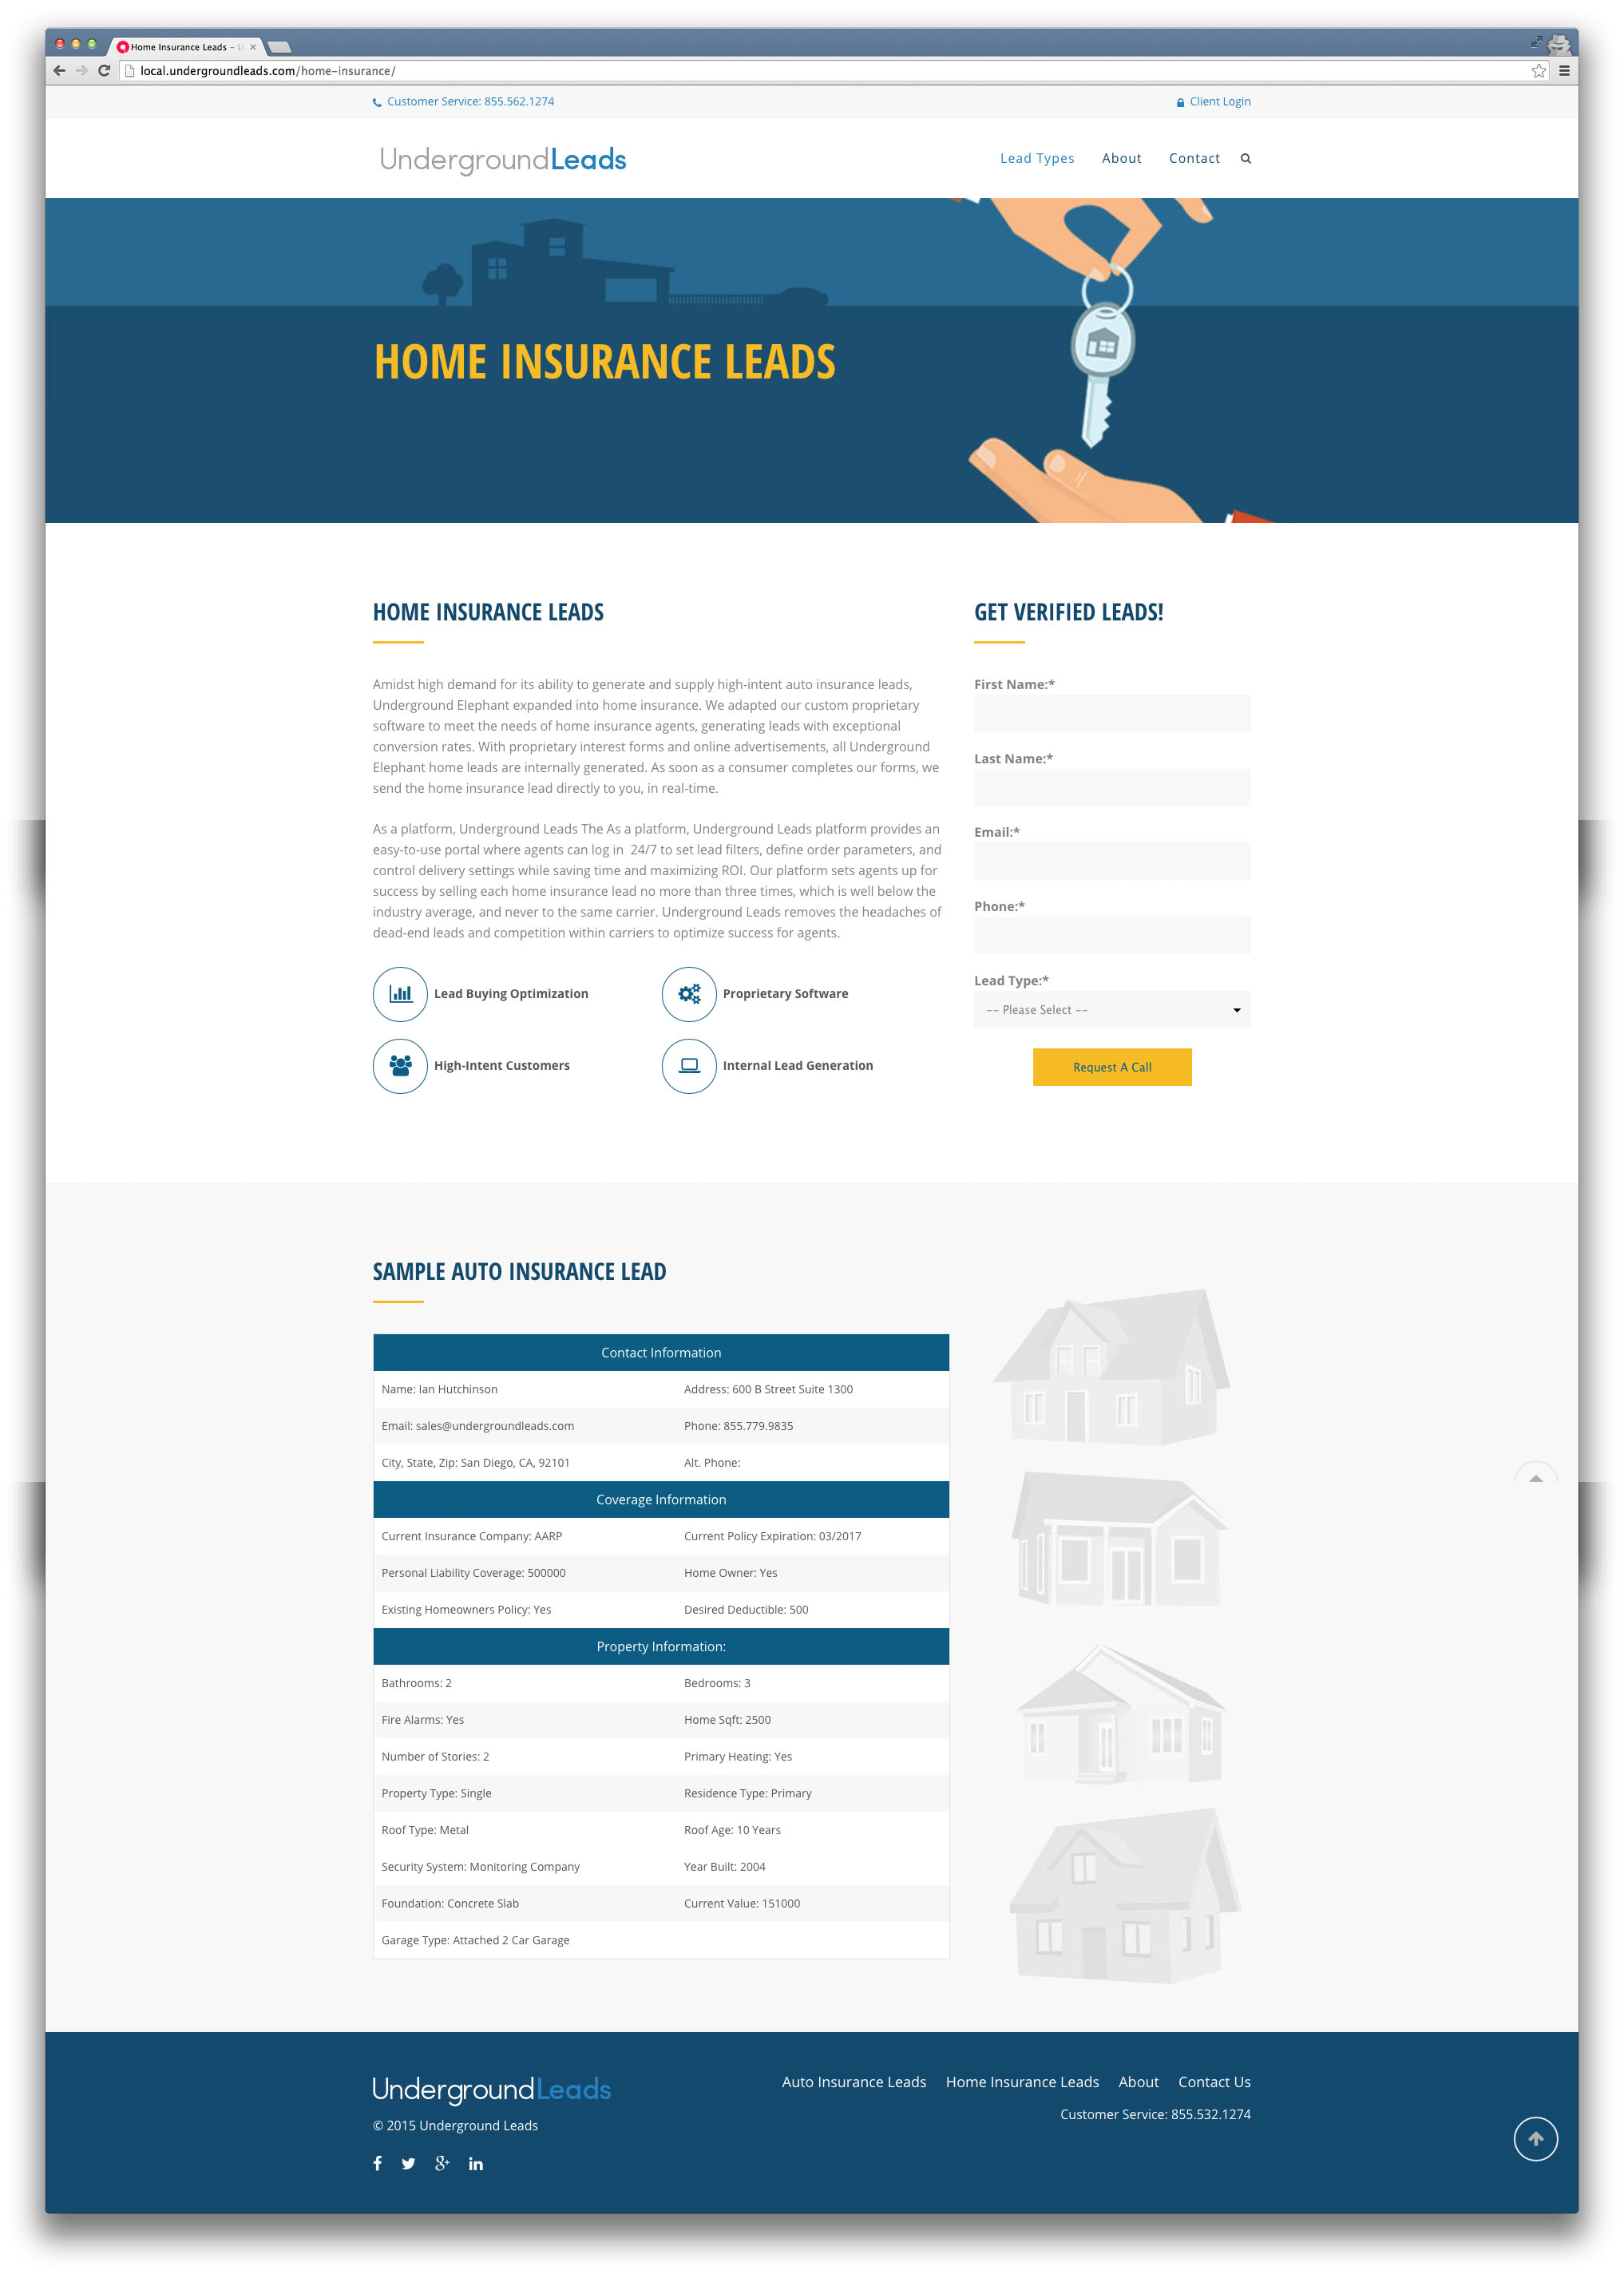 Home Insurance Leads – U
local.undergroundleads.com/home-insurance/
Customer Service: 855.562.1274
Client Login
UndergroundLeads
Lead Types About Contact
HOME INSURANCE LEADS
HOME INSURANCE LEADS
Amidst high demand for its ability to generate and supply high-intent auto insurance leads,
Underground Elephant expanded into home insurance. We adapted our custom proprietary
software to meet the needs of home insurance agents, generating leads with exceptional
conversion rates. With proprietary interest forms and online advertisements, all Underground
Elephant home leads are internally generated. As soon as a consumer completes our forms, we
send the home insurance lead directly to you, in real-time.
As a platform, Underground Leads The As a platform, Underground Leads platform provides an
easy-to-use portal where agents can log in  24/7 to set lead filters, define order parameters, and
control delivery settings while saving time and maximizing ROI. Our platform sets agents up for
success by selling each home insurance lead no more than three times, which is well below the
industry average, and never to the same carrier. Underground Leads removes the headaches of
dead-end leads and competition within carriers to optimize success for agents.
Lead Buying Optimization
Proprietary Software
High-Intent Customers
Internal Lead Generation
GET VERIFIED LEADS!
First Name:*
Last Name:*
Email:*
Phone:*
Lead Type:*
-- Please Select --
Request A Call
SAMPLE AUTO INSURANCE LEAD
Contact Information
Name: Ian Hutchinson
Address: 600 B Street Suite 1300
Email: sales@undergroundleads.com
Phone: 855.779.9835
City, State, Zip: San Diego, CA, 92101
Alt. Phone:
Coverage Information
Current Insurance Company: AARP
Current Policy Expiration: 03/2017
Personal Liability Coverage: 500000
Home Owner: Yes
Existing Homeowners Policy: Yes
Desired Deductible: 500
Property Information:
Bathrooms: 2
Bedrooms: 3
Fire Alarms: Yes
Home Sqft: 2500
Number of Stories: 2
Primary Heating: Yes
Property Type: Single
Residence Type: Primary
Roof Type: Metal
Roof Age: 10 Years
Security System: Monitoring Company
Year Built: 2004
Foundation: Concrete Slab
Current Value: 151000
Garage Type: Attached 2 Car Garage
UndergroundLeads
© 2015 Underground Leads
Auto Insurance Leads Home Insurance Leads About Contact Us
Customer Service: 855.532.1274